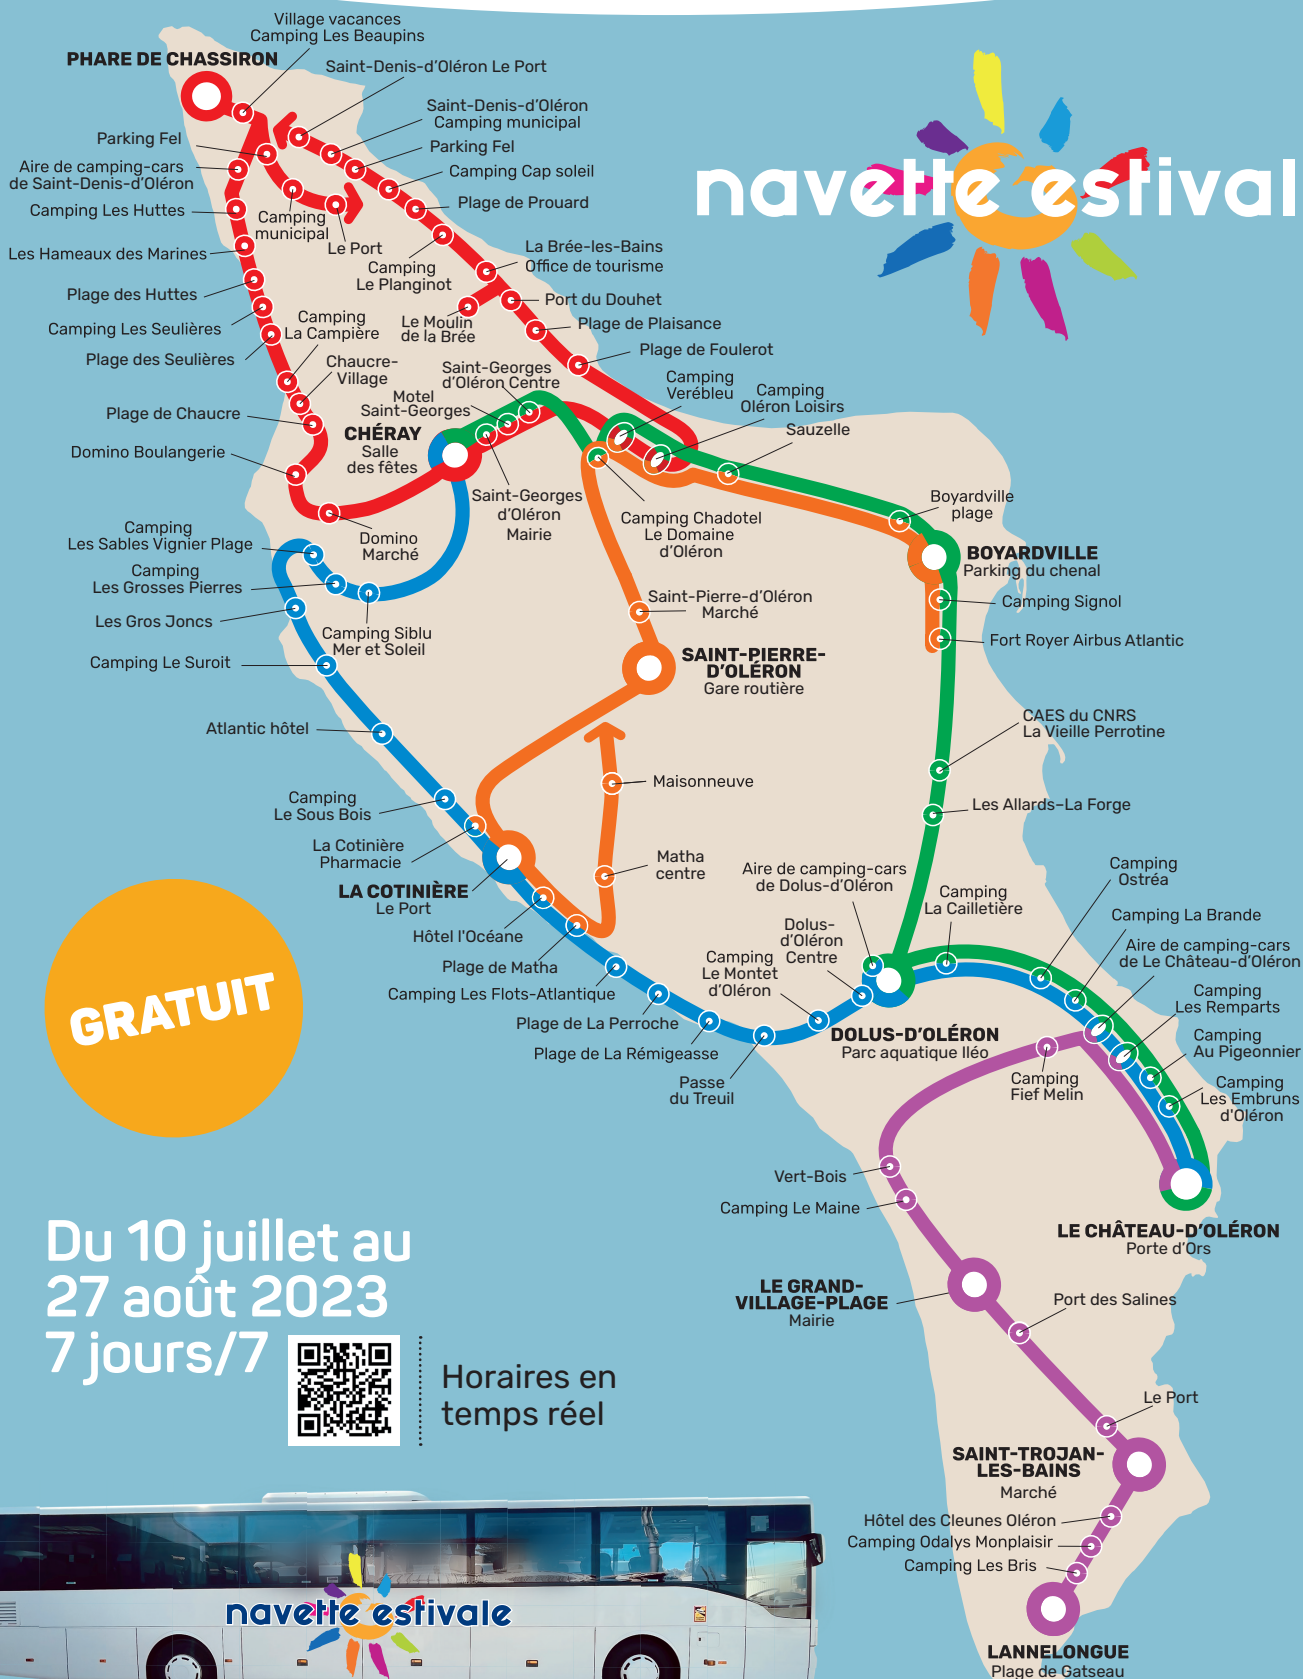 Village vacances
Camping Les Beaupins
PHARE DE CHASSIRON
Saint-Denis-d'Oléron Le Port
Saint-Denis-d'Oléron
Camping municipal
Parking Fel
Parking Fel
Aire de camping-cars
de Saint-Denis-d'Oléron
Camping Cap soleil
Plage de Prouard
Camping Les Huttes
Camping
municipal
Le Port
Les Hameaux des Marines
Camping
Le Planginot
La Brée-les-Bains
Office de tourisme
Plage des Huttes
Port du Douhet
Camping Les Seulières
Camping
La Campière
Le Moulin
de la Brée
Plage de Plaisance
Plage des Seulières
Chaucre-
Village
Saint-Georges
d'Oléron Centre
Plage de Foulerot
Camping
Verébleu
Camping
Oléron Loisirs
Motel
Saint-Georges
Plage de Chaucre
CHÉRAY
Salle
des fêtes
Sauzelle
Domino Boulangerie
Saint-Georges
d'Oléron
Mairie
Camping Chadotel
Le Domaine
d'Oléron
Boyardville
plage
Domino
Marché
Camping
Les Sables Vignier Plage
BOYARDVILLE
Parking du chenal
Camping
Les Grosses Pierres
Camping Signol
Les Gros Joncs
Saint-Pierre-d'Oléron
Marché
Camping Siblu
Mer et Soleil
Fort Royer Airbus Atlantic
Camping Le Suroit
SAINT-PIERRE-
D'OLÉRON
Gare routière
Atlantic hôtel
CAES du CNRS
La Vieille Perrotine
Maisonneuve
Camping
Le Sous Bois
Les Allards–La Forge
La Cotinière
Pharmacie
LA COTINIÈRE
Le Port
Matha
centre
Aire de camping-cars
de Dolus-d'Oléron
Camping
La Cailletière
Camping
Ostréa
Camping La Brande
Hôtel l'Océane
Dolus-
d'Oléron
Centre
Aire de camping-cars
de Le Château-d'Oléron
Plage de Matha
Camping
Le Montet
d'Oléron
Camping
Les Remparts
Camping Les Flots-Atlantique
Plage de La Perroche
DOLUS-D'OLÉRON
Parc aquatique Iléo
Camping
Au Pigeonnier
Plage de La Rémigeasse
Passe
du Treuil
Camping
Fief Melin
Camping
Les Embruns
d'Oléron
Vert-Bois
Camping Le Maine
LE CHÂTEAU-D'OLÉRON
Porte d'Ors
LE GRAND-
VILLAGE-PLAGE
Mairie
Port des Salines
Le Port
SAINT-TROJAN-
LES-BAINS
Marché
Hôtel des Cleunes Oléron
Camping Odalys Monplaisir
Camping Les Bris
LANNELONGUE
Plage de Gatseau
navette estival
GRATUIT
Du 10 juillet au
27 août 2023
7 jours/7
Horaires en
temps réel
navette estivale